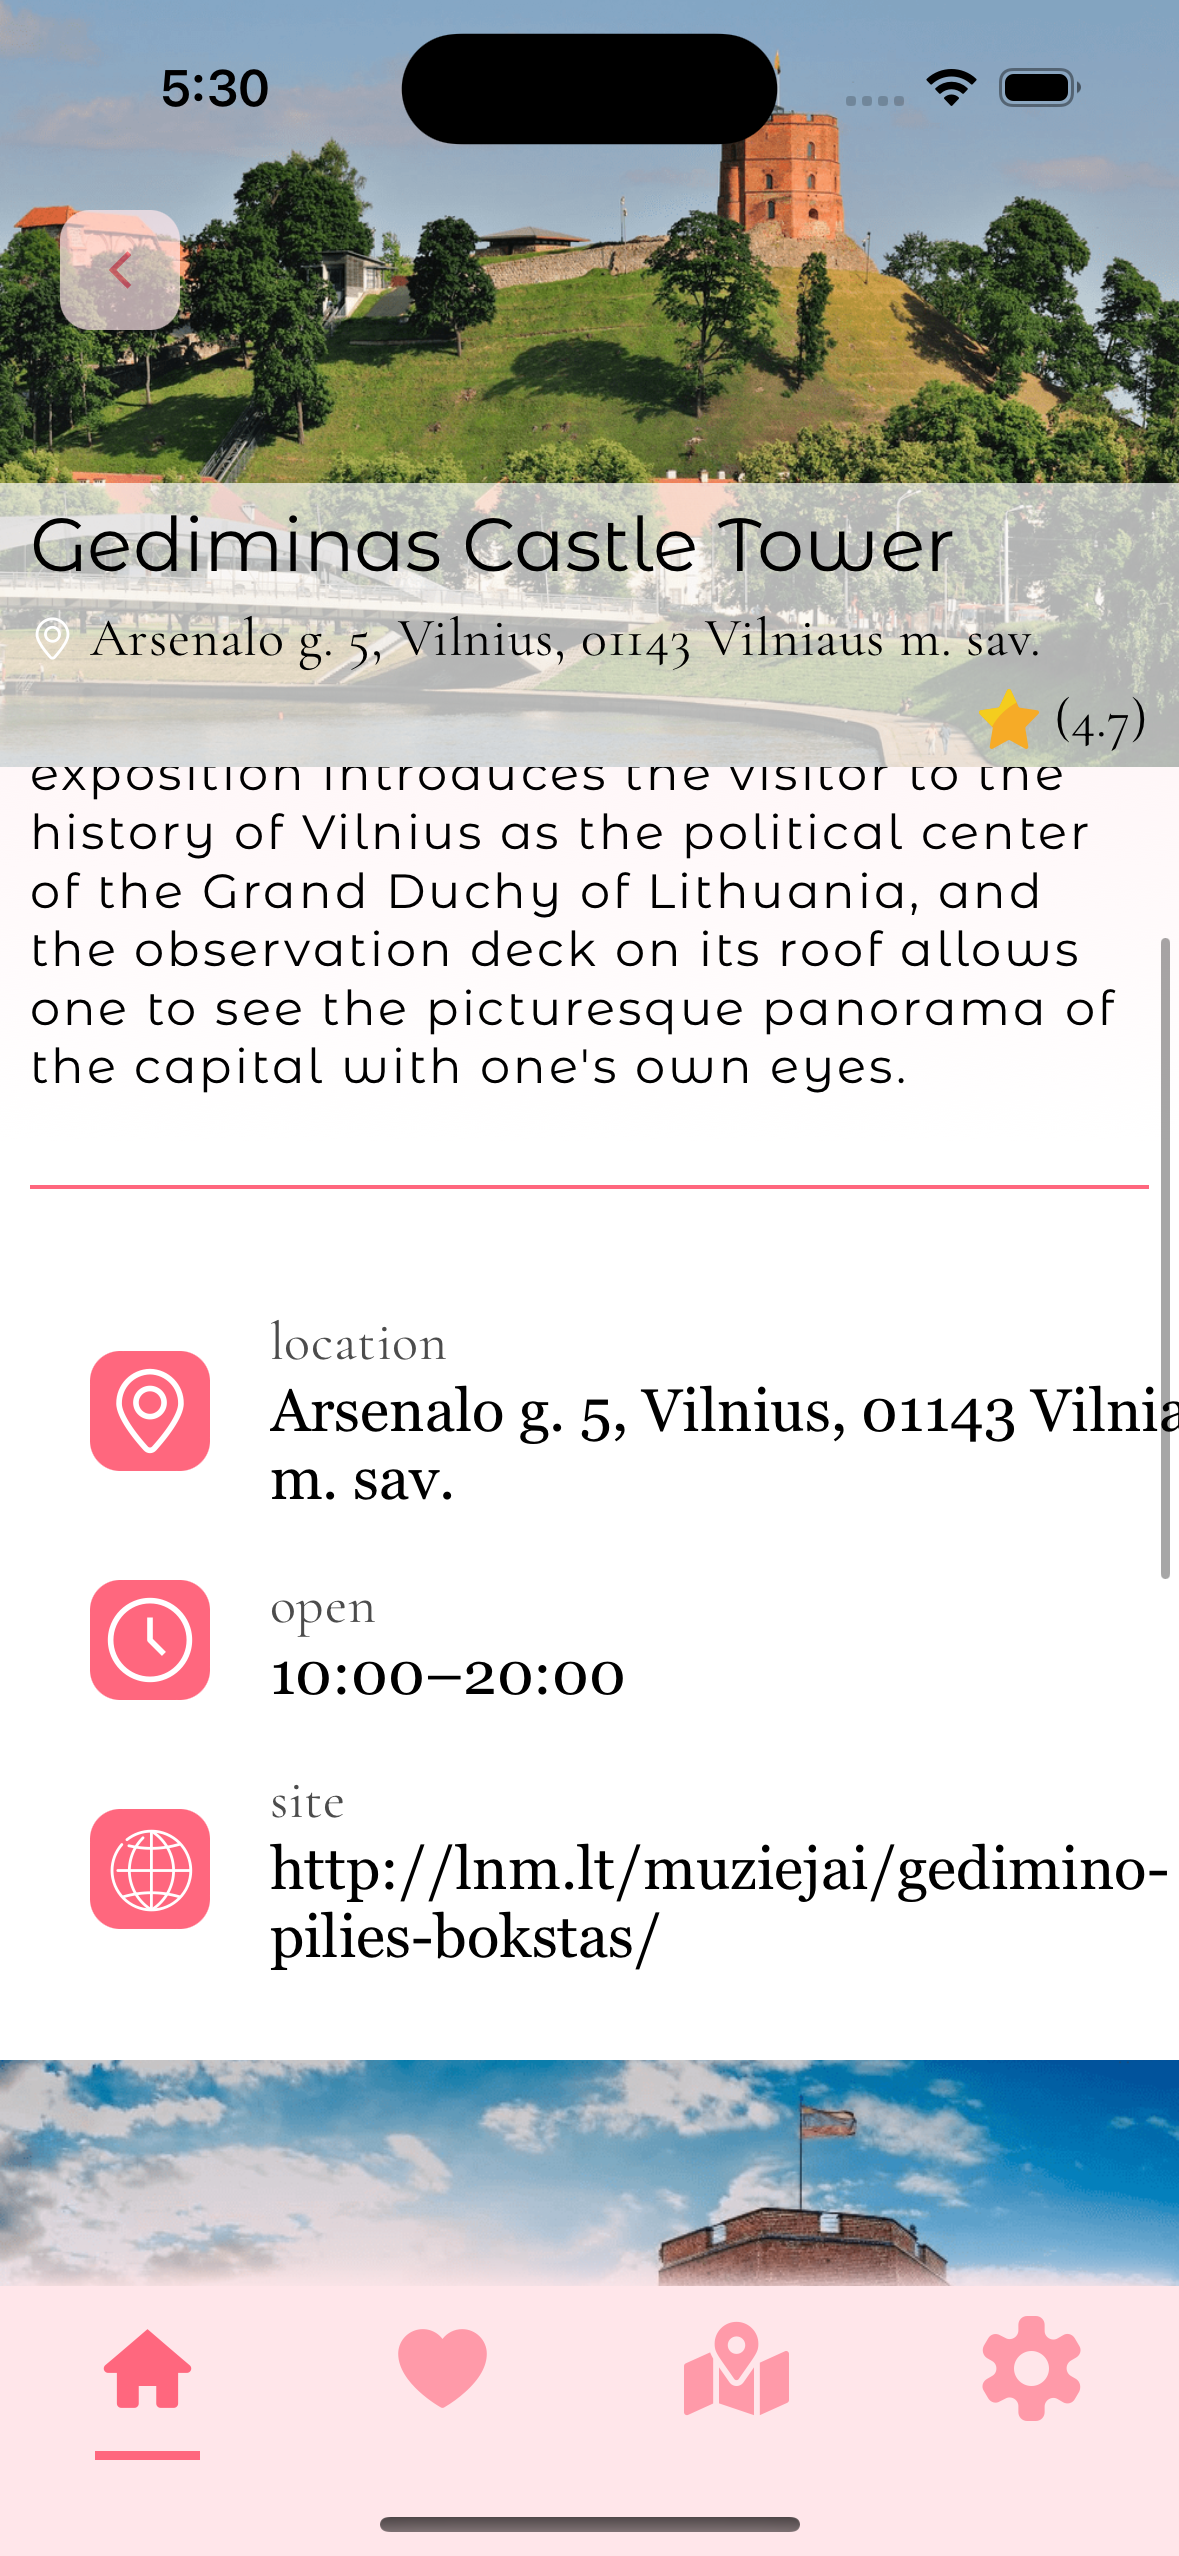 5:30
Gediminas Castle Tower
Arsenalo g. 5, Vilnius, 01143 Vilniaus m. sav.
(4.7)
exposition introduces the visitor to the
history of Vilnius as the political center
of the Grand Duchy of Lithuania, and
the observation deck on its roof allows
one to see the picturesque panorama of
the capital with one's own eyes.
location
Arsenalo g. 5, Vilnius, 01143 Vilnia
m. sav.
open
10:00–20:00
site
http://lnm.lt/muziejai/gedimino-
pilies-bokstas/